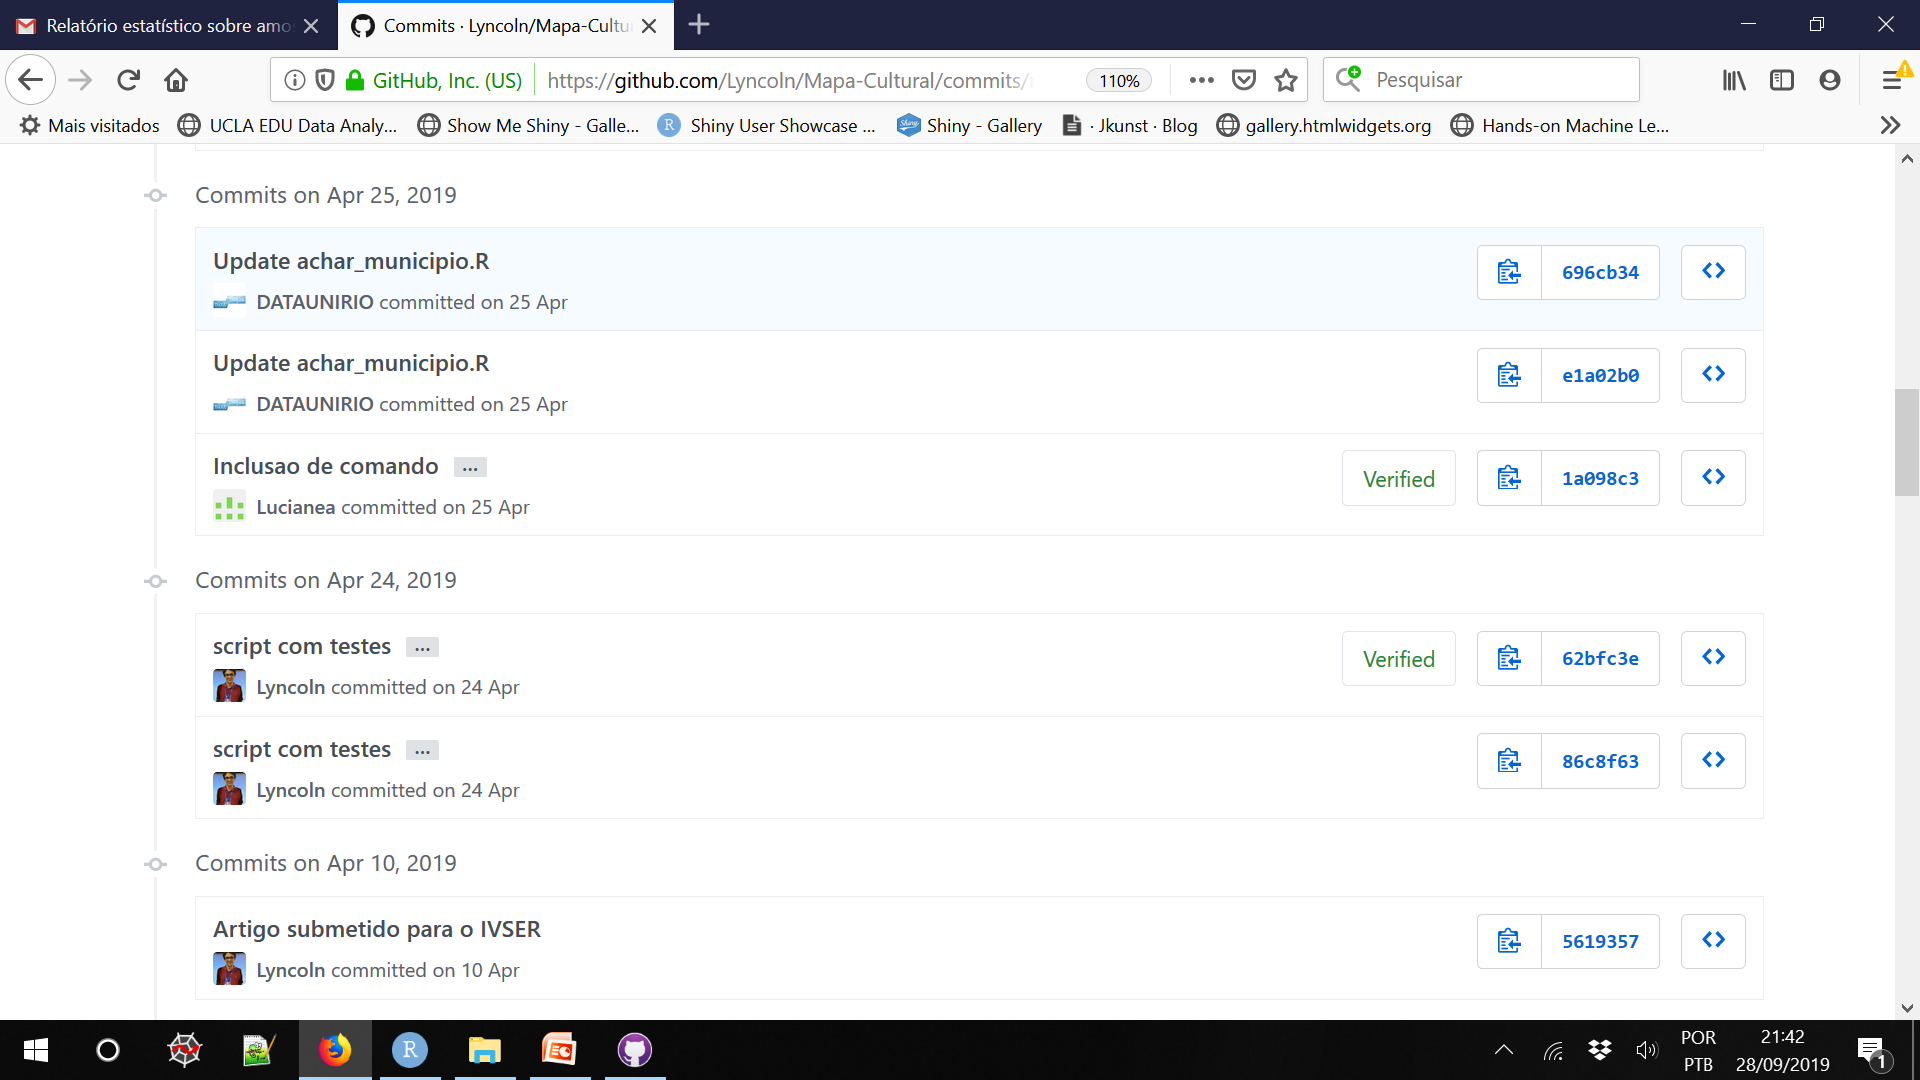 Relatório estatístico sobre amo
Commits · Lyncoln/Mapa-Cultu
GitHub, Inc. (US)
https://github.com/Lyncoln/Mapa-Cultural/commits/
110%
Pesquisar
Mais visitados
UCLA EDU Data Analy...
Show Me Shiny - Galle...
R
Shiny User Showcase ...
Shiny
Shiny - Gallery
· Jkunst · Blog
gallery.htmlwidgets.org
Hands-on Machine Le...
Commits on Apr 25, 2019
Update achar_municipio.R
696cb34
DATAUNIRIO committed on 25 Apr
Update achar_municipio.R
e1a02b0
DATAUNIRIO committed on 25 Apr
Inclusao de comando ...
Verified
1a098c3
Lucianea committed on 25 Apr
Commits on Apr 24, 2019
script com testes ...
Verified
62bfc3e
Lyncoln committed on 24 Apr
script com testes ...
86c8f63
Lyncoln committed on 24 Apr
Commits on Apr 10, 2019
Artigo submetido para o IVSER
5619357
Lyncoln committed on 10 Apr
R
POR
PTB
21:42
28/09/2019
1